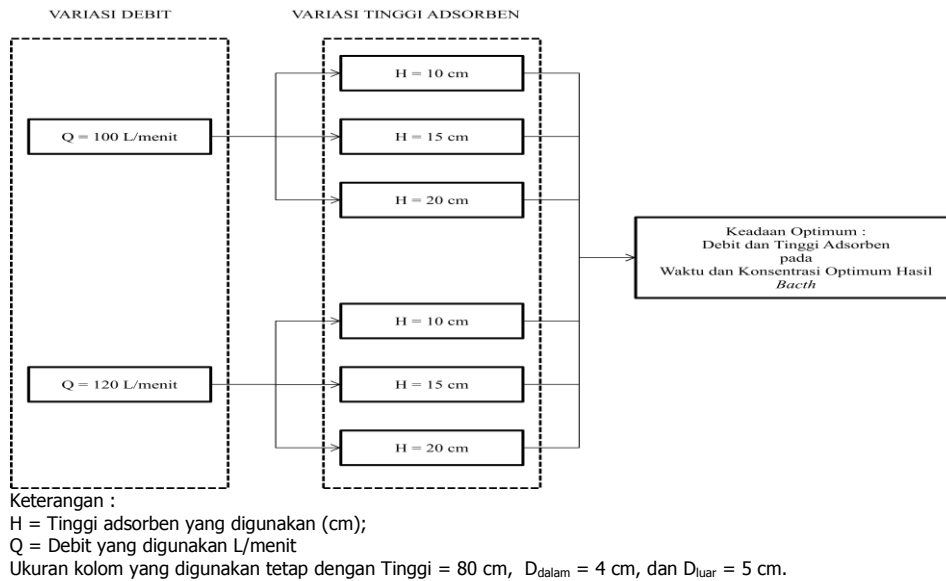 VARIASI DEBIT
VARIASI TINGGI ADSORBEN
Q = 100 L/menit
H = 10 cm
H = 15 cm
H = 20 cm
Q = 120 L/menit
H = 10 cm
H = 15 cm
H = 20 cm
Keadaan Optimum :
Debit dan Tinggi Adsorben
pada
Waktu dan Konsentrasi Optimum Hasil
Bacth
Keterangan :
H = Tinggi adsorben yang digunakan (cm);
Q = Debit yang digunakan L/menit
Ukuran kolom yang digunakan tetap dengan Tinggi = 80 cm, Ddalam = 4 cm, dan Dluar = 5 cm.